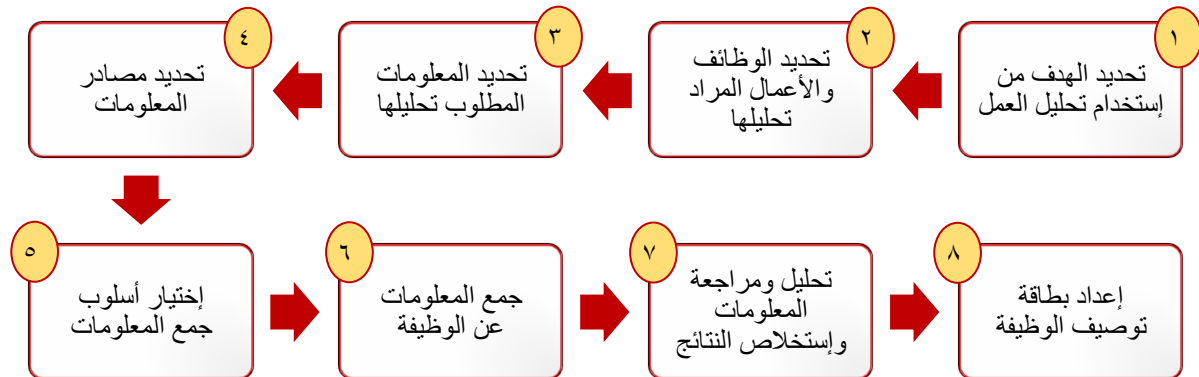 ١
تحديد الهدف من
إستخدام تحليل العمل
٢
تحديد الوظائف
والأعمال المراد
تحليلها
٣
تحديد المعلومات
المطلوب تحليلها
٤
تحديد مصادر
المعلومات
٥
إختيار أسلوب
جمع المعلومات
٦
جمع المعلومات
عن الوظيفة
٧
تحليل ومراجعة
المعلومات
وإستخلاص النتائج
٨
إعداد بطاقة
توصيف الوظيفة